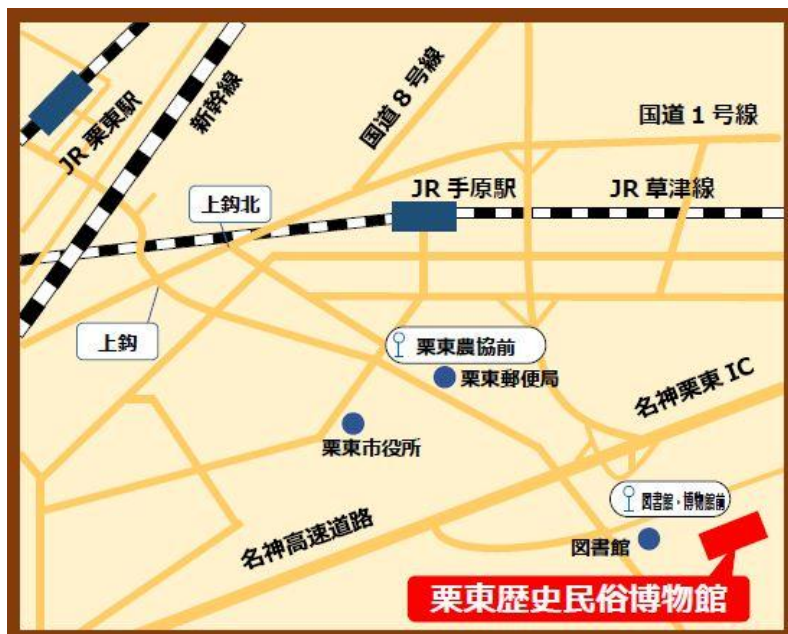 JR 栗東駅
新幹線
国道 8 号線
国道 1 号線
上鈎北
JR 手原駅
JR 草津線
上鈎
栗東農協前
栗東郵便局
名神栗東 IC
栗東市役所
図書館・博物館前
名神高速道路
図書館
栗東歴史民俗博物館